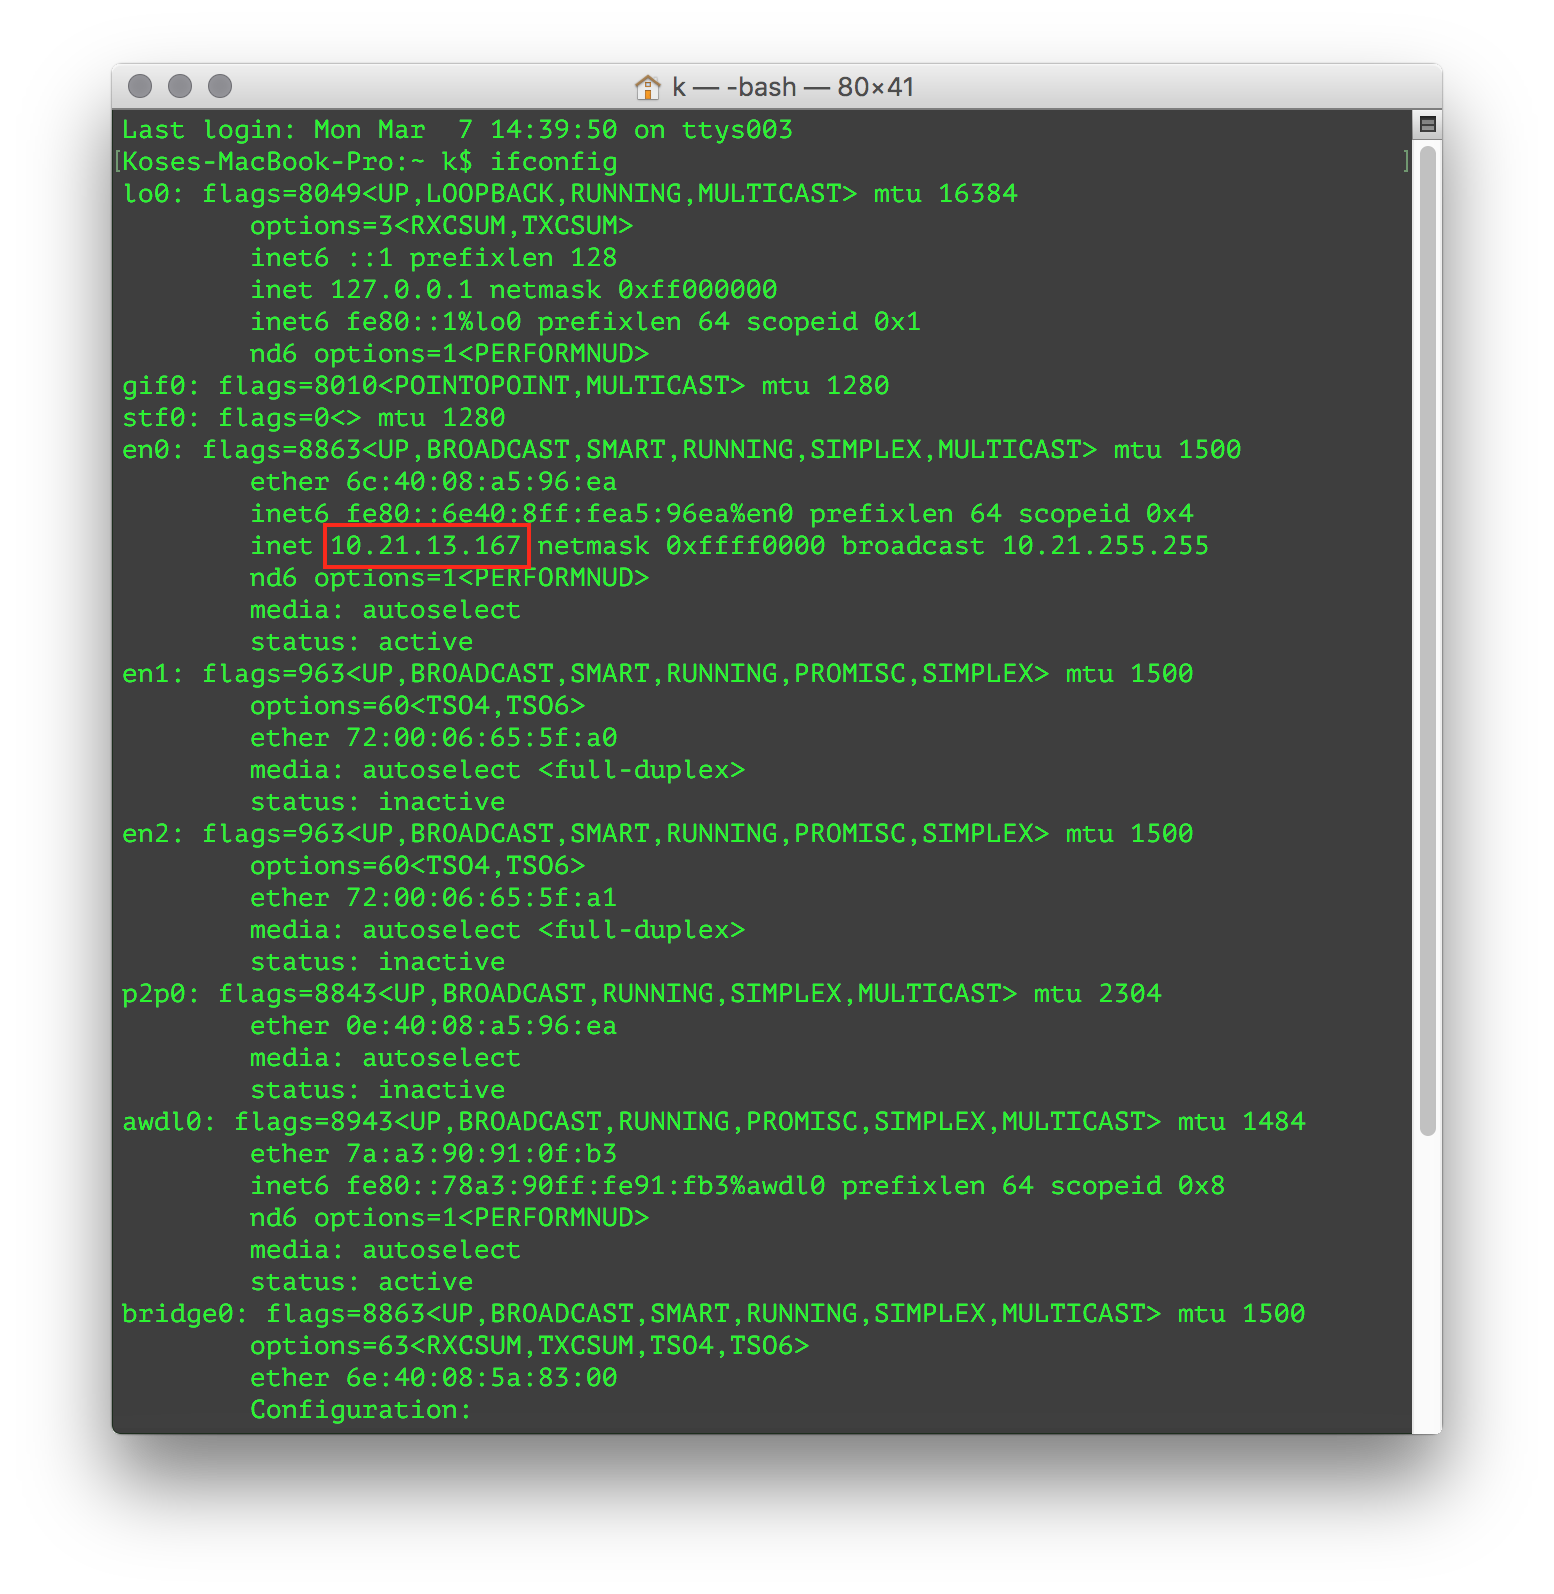 k — -bash — 80×41
Last login: Mon Mar  7 14:39:50 on ttys003
[Koses-MacBook-Pro:~ k$ ifconfig ]
lo0: flags=8049<UP,LOOPBACK,RUNNING,MULTICAST> mtu 16384
        options=3<RXCSUM,TXCSUM>
        inet6 ::1 prefixlen 128
        inet 127.0.0.1 netmask 0xff000000
        inet6 fe80::1%lo0 prefixlen 64 scopeid 0x1
        nd6 options=1<PERFORMNUD>
gif0: flags=8010<POINTOPOINT,MULTICAST> mtu 1280
stf0: flags=0<> mtu 1280
en0: flags=8863<UP,BROADCAST,SMART,RUNNING,SIMPLEX,MULTICAST> mtu 1500
        ether 6c:40:08:a5:96:ea
        inet6 fe80::6e40:8ff:fea5:96ea%en0 prefixlen 64 scopeid 0x4
        inet 10.21.13.167 netmask 0xffff0000 broadcast 10.21.255.255
        nd6 options=1<PERFORMNUD>
        media: autoselect
        status: active
en1: flags=963<UP,BROADCAST,SMART,RUNNING,PROMISC,SIMPLEX> mtu 1500
        options=60<TSO4,TSO6>
        ether 72:00:06:65:5f:a0
        media: autoselect <full-duplex>
        status: inactive
en2: flags=963<UP,BROADCAST,SMART,RUNNING,PROMISC,SIMPLEX> mtu 1500
        options=60<TSO4,TSO6>
        ether 72:00:06:65:5f:a1
        media: autoselect <full-duplex>
        status: inactive
p2p0: flags=8843<UP,BROADCAST,RUNNING,SIMPLEX,MULTICAST> mtu 2304
        ether 0e:40:08:a5:96:ea
        media: autoselect
        status: inactive
awdl0: flags=8943<UP,BROADCAST,RUNNING,PROMISC,SIMPLEX,MULTICAST> mtu 1484
        ether 7a:a3:90:91:0f:b3
        inet6 fe80::78a3:90ff:fe91:fb3%awdl0 prefixlen 64 scopeid 0x8
        nd6 options=1<PERFORMNUD>
        media: autoselect
        status: active
bridge0: flags=8863<UP,BROADCAST,SMART,RUNNING,SIMPLEX,MULTICAST> mtu 1500
        options=63<RXCSUM,TXCSUM,TSO4,TSO6>
        ether 6e:40:08:5a:83:00
        Configuration: